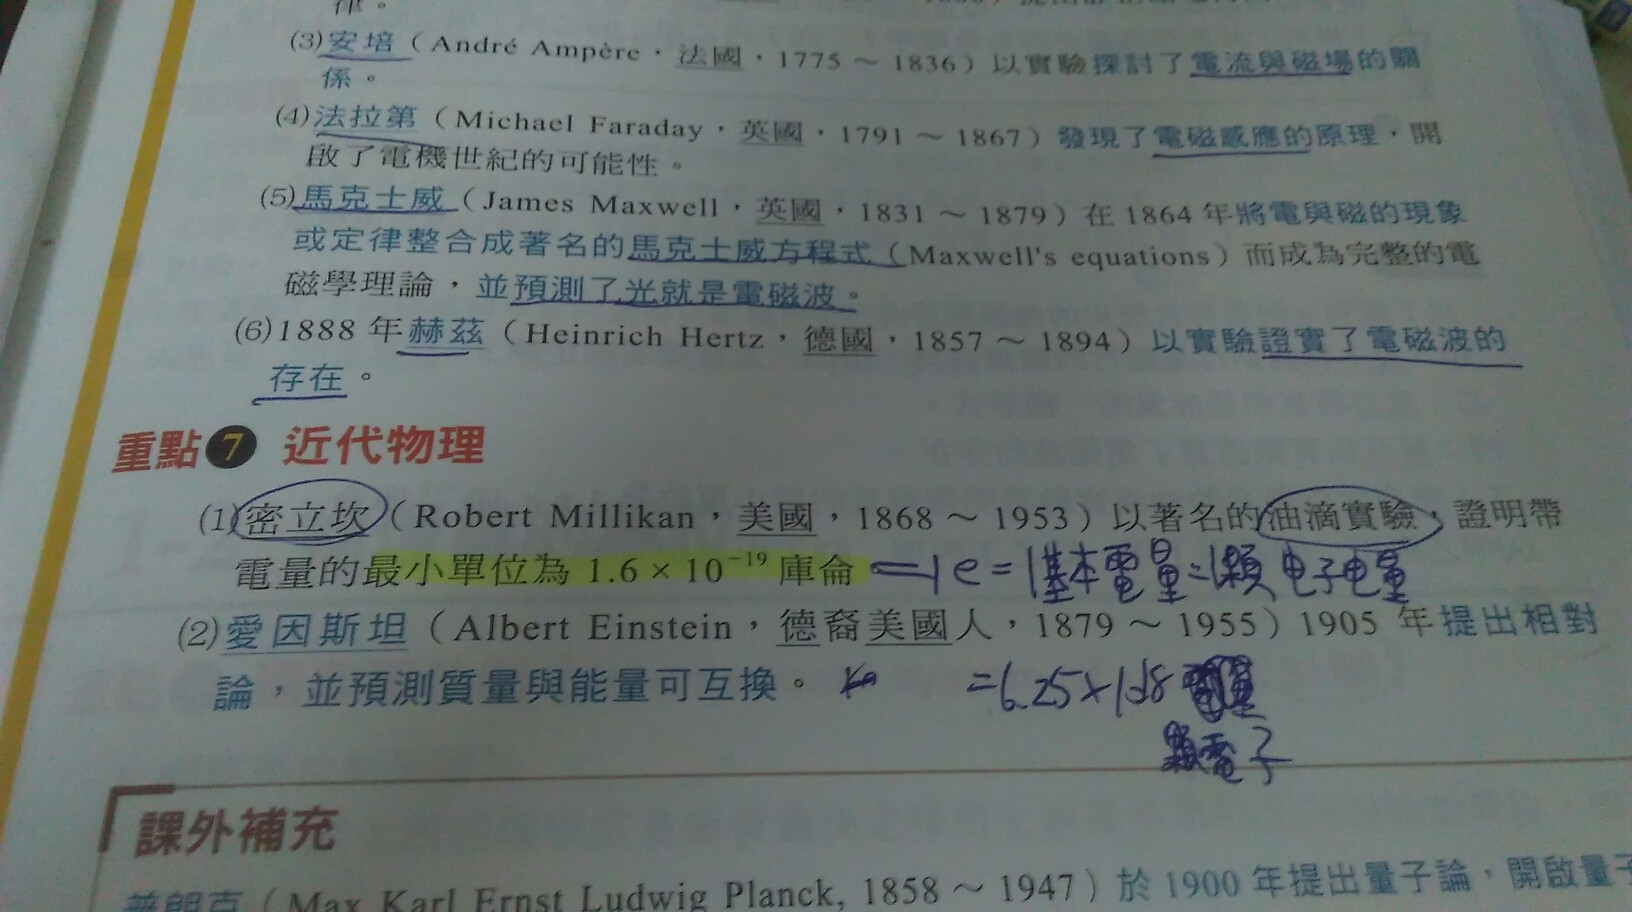 律。
(3)安培（André Ampère，法國，1775～1836）以實驗探討了電流與磁場的關
係。
(4)法拉第（Michael Faraday，英國，1791～1867）發現了電磁感應的原理，開
啟了電機世紀的可能性。
(5)馬克士威（James Maxwell，英國，1831～1879）在1864年將電與磁的現象
或定律整合成著名的馬克士威方程式（Maxwell's equations）而成為完整的電
磁學理論，並預測了光就是電磁波。
(6)1888年赫茲（Heinrich Hertz，德國，1857～1894）以實驗證實了電磁波的
存在。
重點7 近代物理
(1)密立坎（Robert Millikan，美國，1868～1953）以著名的油滴實驗，證明帶
電量的最小單位為1.6×10⁻¹⁹庫侖 1e=1基本電量=1顆电子电量
(2)愛因斯坦（Albert Einstein，德裔美國人，1879～1955）1905年提出相對
論，並預測質量與能量可互換。 =6.25×10^18
顆電子
課外補充
普朗克（Max Karl Ernst Ludwig Planck, 1858～1947）於1900年提出量子論，開啟量子